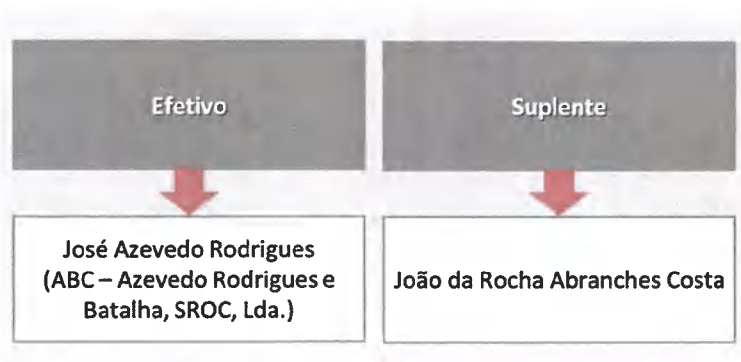 Efetivo
Suplente
José Azevedo Rodrigues
(ABC – Azevedo Rodrigues e
Batalha, SROC, Lda.)
João da Rocha Abranches Costa